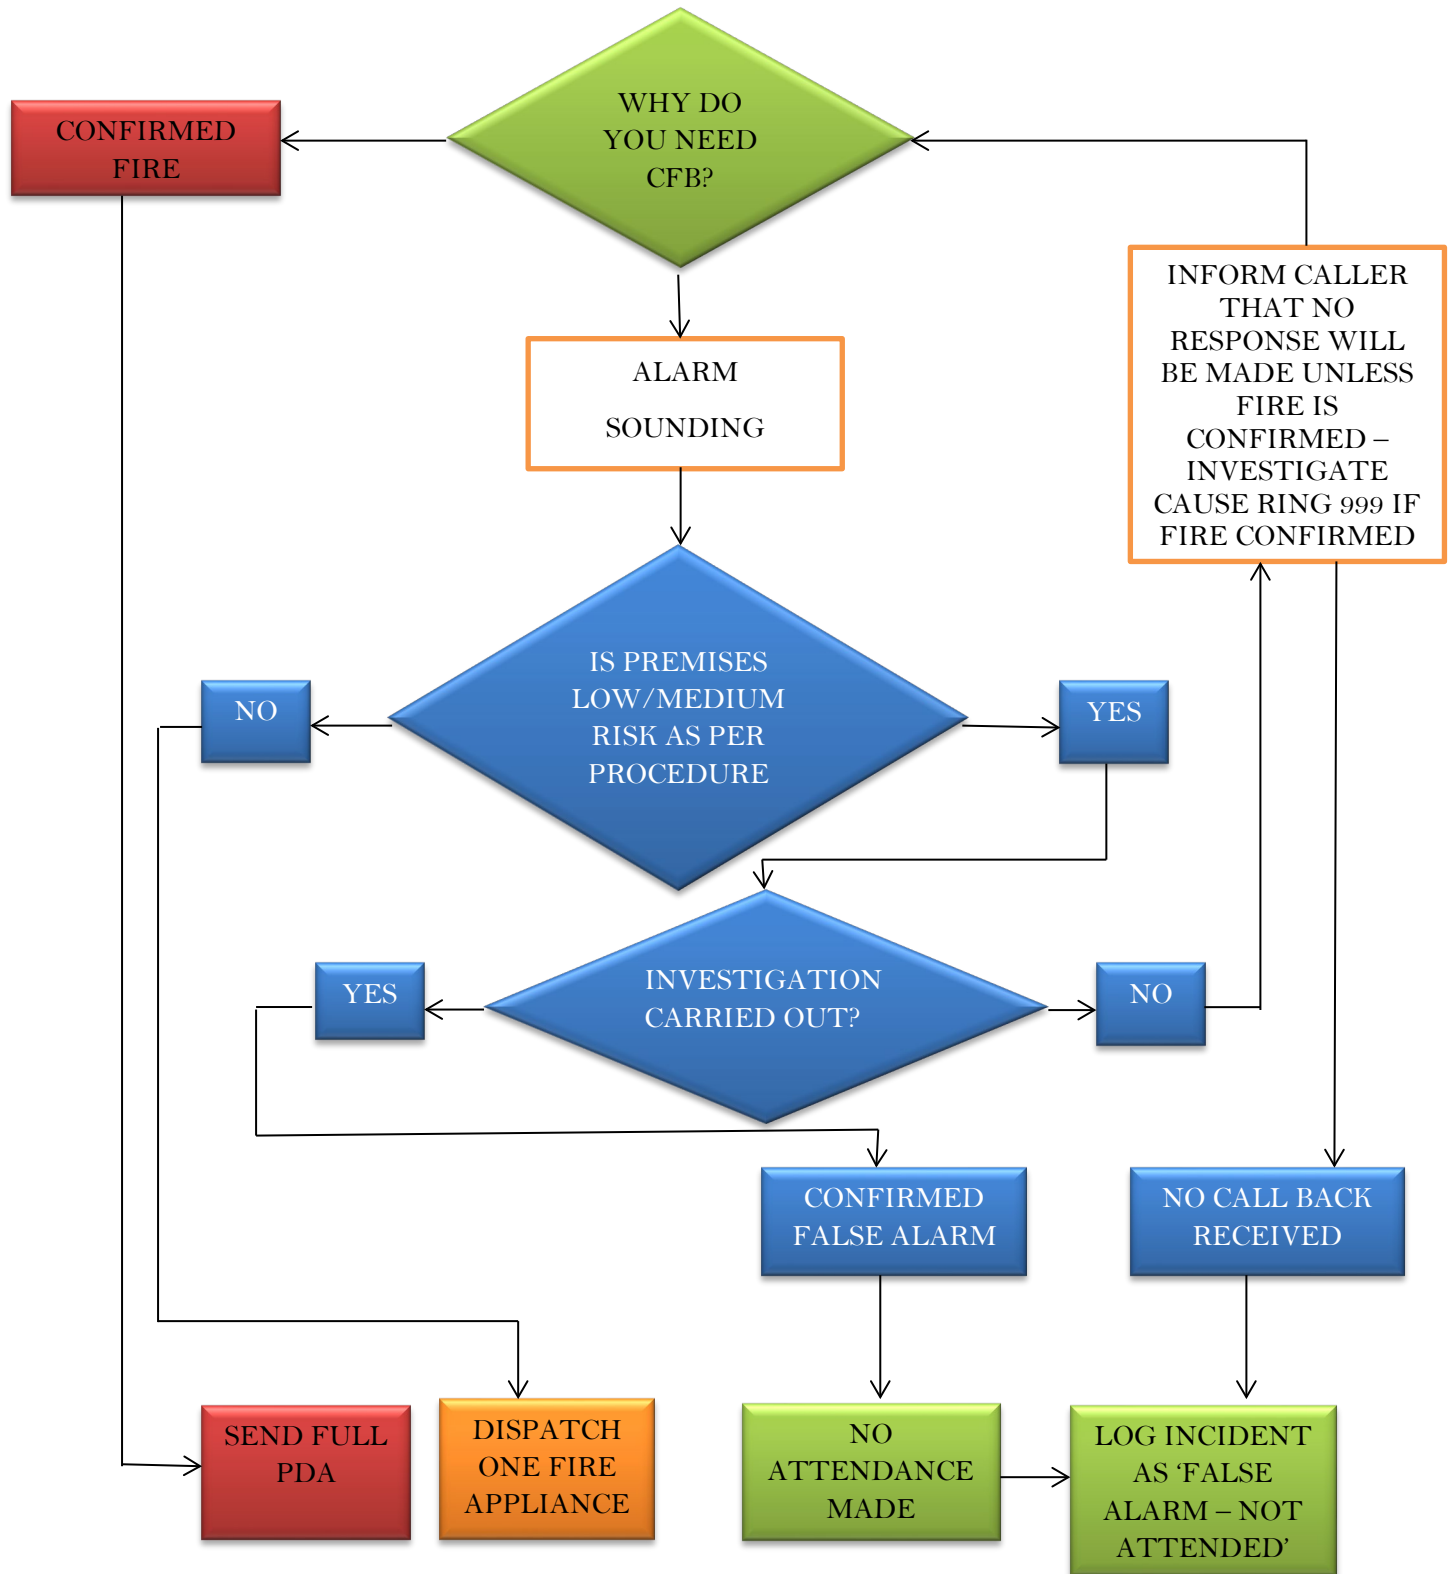 WHY DO
YOU NEED
CFB?
CONFIRMED
FIRE
INFORM CALLER
THAT NO
RESPONSE WILL
BE MADE UNLESS
FIRE IS
CONFIRMED –
INVESTIGATE
CAUSE RING 999 IF
FIRE CONFIRMED
ALARM
SOUNDING
IS PREMISES
LOW/MEDIUM
RISK AS PER
PROCEDURE
NO
YES
INVESTIGATION
CARRIED OUT?
YES
NO
CONFIRMED
FALSE ALARM
NO CALL BACK
RECEIVED
SEND FULL
PDA
DISPATCH
ONE FIRE
APPLIANCE
NO
ATTENDANCE
MADE
LOG INCIDENT
AS ‘FALSE
ALARM – NOT
ATTENDED’